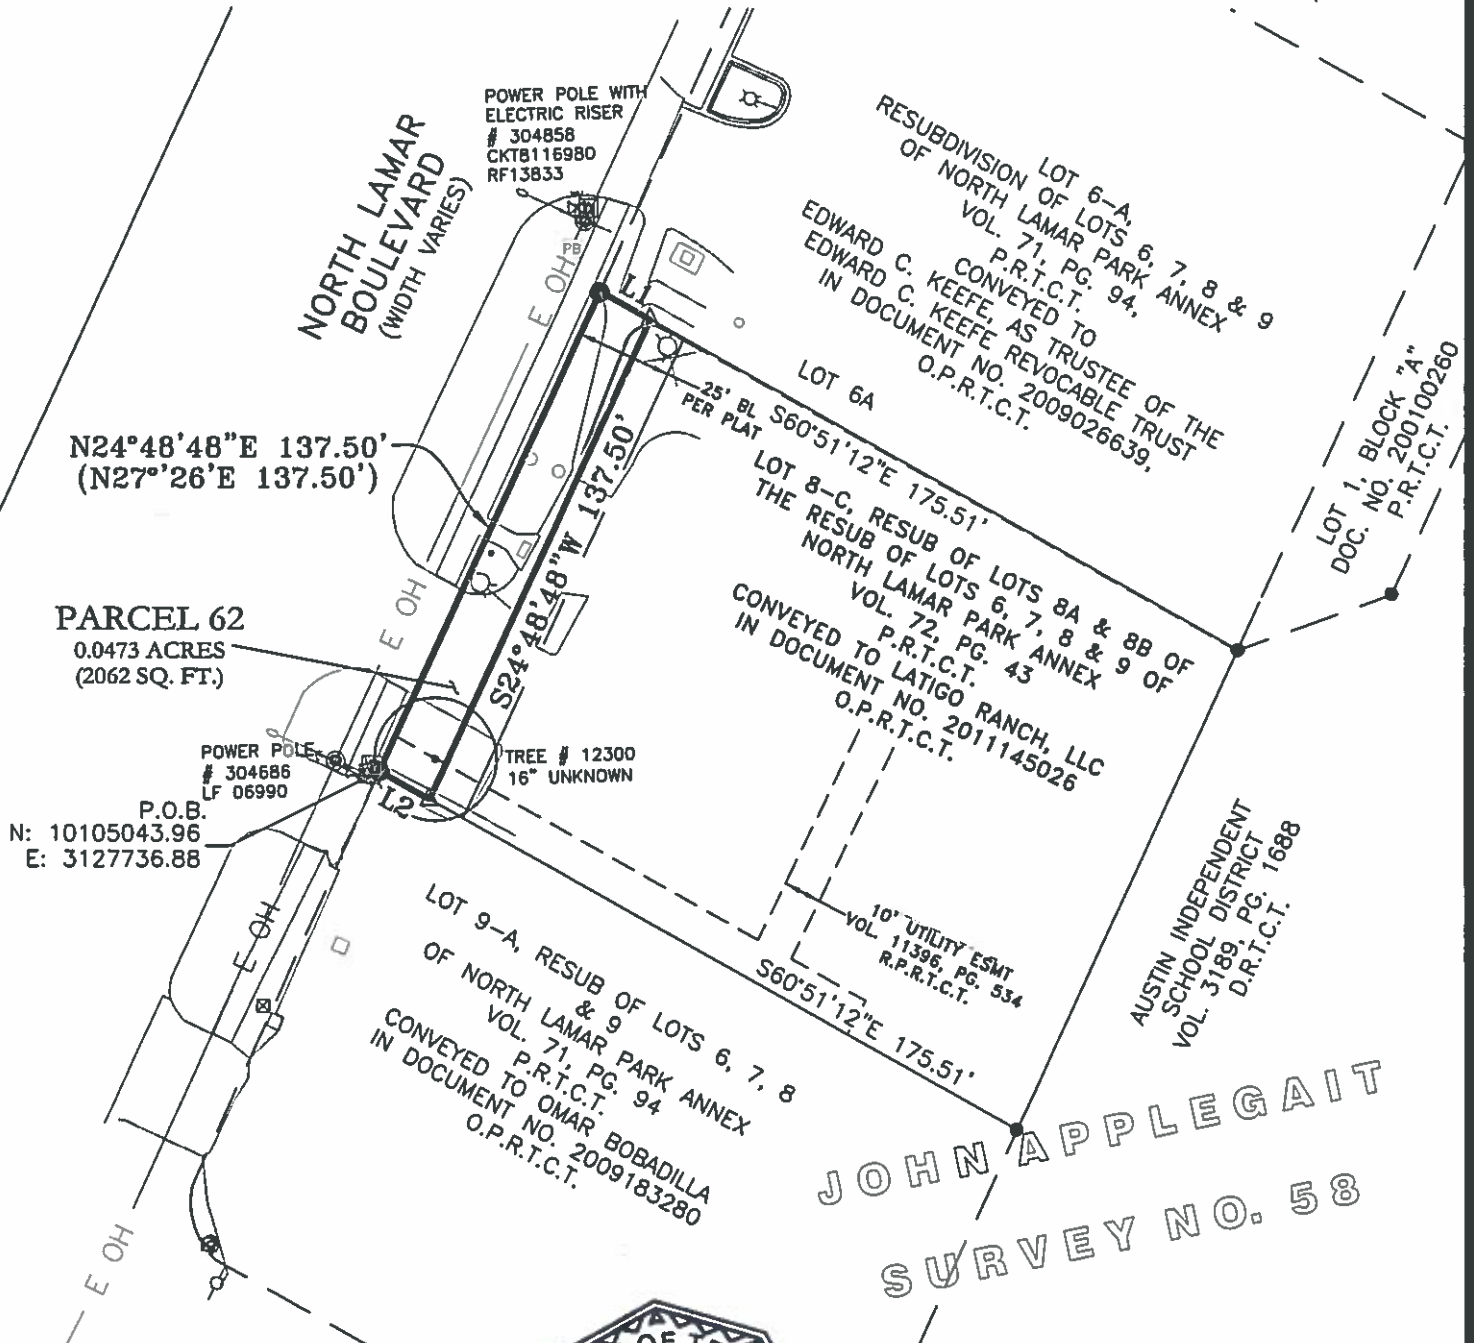 POWER POLE WITH
ELECTRIC RISER
# 304858
CKT8116980
RF13833
NORTH LAMAR
BOULEVARD
(WIDTH VARIES)
PB
E OH
L1
LOT 6-A,
RESUBDIVISION OF LOTS 6, 7, 8 & 9
OF NORTH LAMAR PARK ANNEX
VOL. 71, PG. 94,
P.R.T.C.T.
CONVEYED TO
EDWARD C. KEEFE, AS TRUSTEE OF THE
EDWARD C. KEEFE REVOCABLE TRUST
IN DOCUMENT NO. 2009026639,
O.P.R.T.C.T.
LOT 6A
25' BL
PER PLAT
S60°51'12"E 175.51'
LOT 1, BLOCK "A"
DOC. NO. 200100260
P.R.T.C.T.
N24°48'48"E 137.50'
(N27°26'E 137.50')
S24°48'48"W 137.50'
LOT 8-C, RESUB OF LOTS 8A & 8B OF
THE RESUB OF LOTS 6, 7, 8 & 9 OF
NORTH LAMAR PARK ANNEX
VOL. 72, PG. 43
P.R.T.C.T.
CONVEYED TO LATIGO RANCH, LLC
IN DOCUMENT NO. 2011145026
O.P.R.T.C.T.
E OH
PARCEL 62
0.0473 ACRES
(2062 SQ. FT.)
POWER POLE
# 304686
LF 06990
TREE # 12300
16" UNKNOWN
L2
P.O.B.
N: 10105043.96
E: 3127736.88
E OH
10' UTILITY ESMT
VOL. 11396, PG. 534
R.P.R.T.C.T.
S60°51'12"E 175.51'
AUSTIN INDEPENDENT
SCHOOL DISTRICT
VOL. 3189, PG. 1688
D.R.T.C.T.
LOT 9-A, RESUB OF LOTS 6, 7, 8
& 9
OF NORTH LAMAR PARK ANNEX
VOL. 71, PG. 94
P.R.T.C.T.
CONVEYED TO OMAR BOBADILLA
IN DOCUMENT NO. 2009183280
O.P.R.T.C.T.
JOHN APPLEGAIT
SURVEY NO. 58
E OH
OF